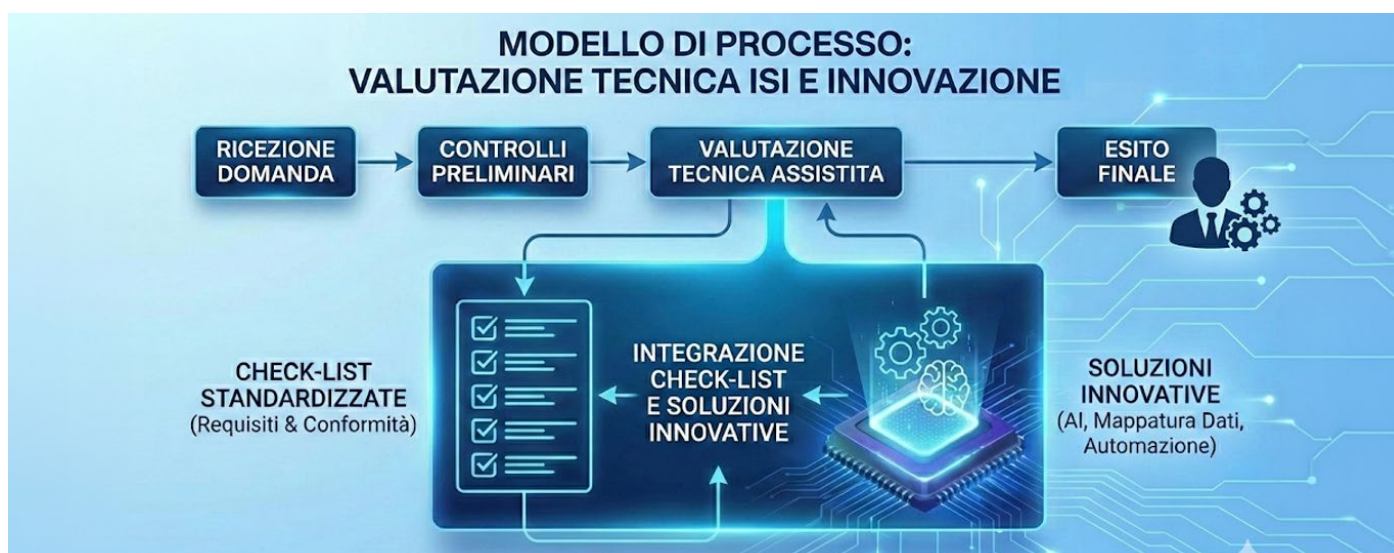 MODELLO DI PROCESSO:
VALUTAZIONE TECNICA ISI E INNOVAZIONE
RICEZIONE
DOMANDA
CONTROLLI
PRELIMINARI
VALUTAZIONE
TECNICA ASSISTITA
ESITO
FINALE
CHECK-LIST
STANDARDIZZATE
(Requisiti & Conformità)
INTEGRAZIONE
CHECK-LIST
E SOLUZIONI
INNOVATIVE
SOLUZIONI
INNOVATIVE
(AI, Mappatura Dati,
Automazione)